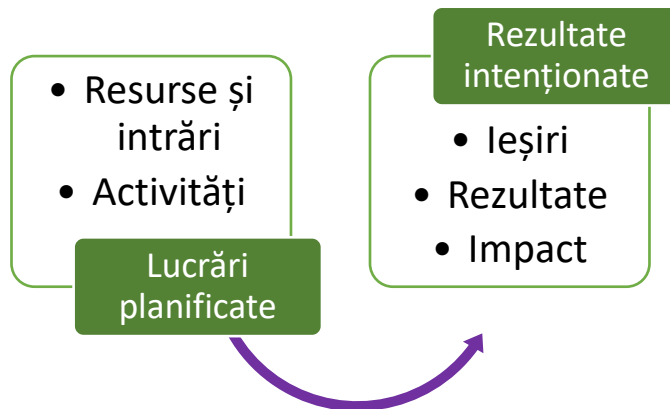 • Resurse și
intrări
• Activități
Lucrări
planificate
Rezultate
intenționate
• Ieșiri
• Rezultate
• Impact